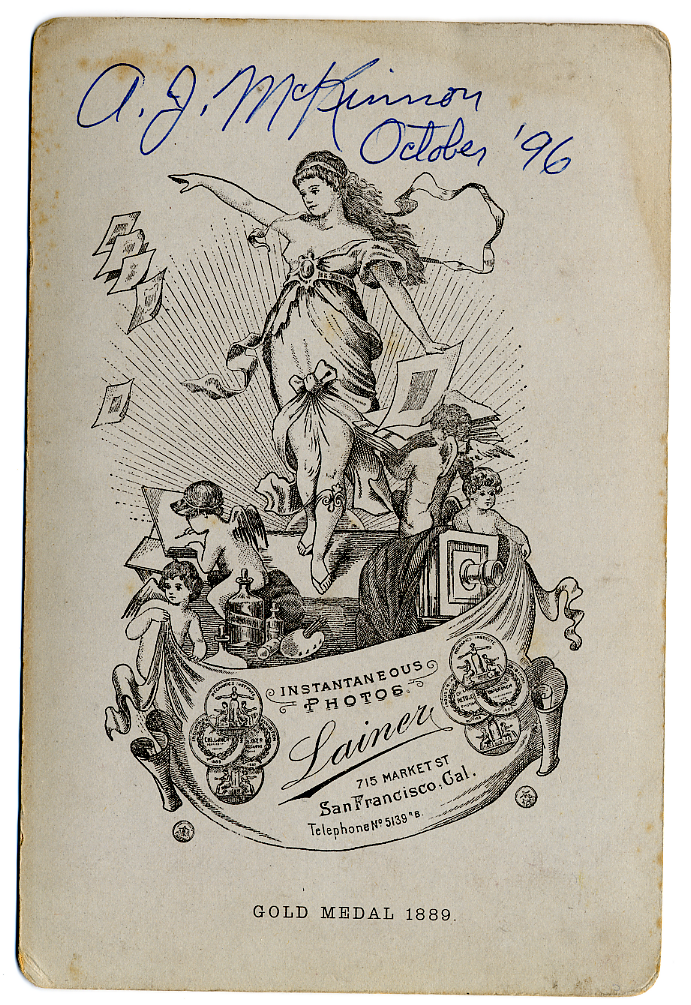 A. J. McKinnon
October '96
INSTANTANEOUS
PHOTOS.
Lainer
715 MARKET ST
San Francisco, Cal.
Telephone Nº 5139 "B.
GOLD MEDAL 1889.